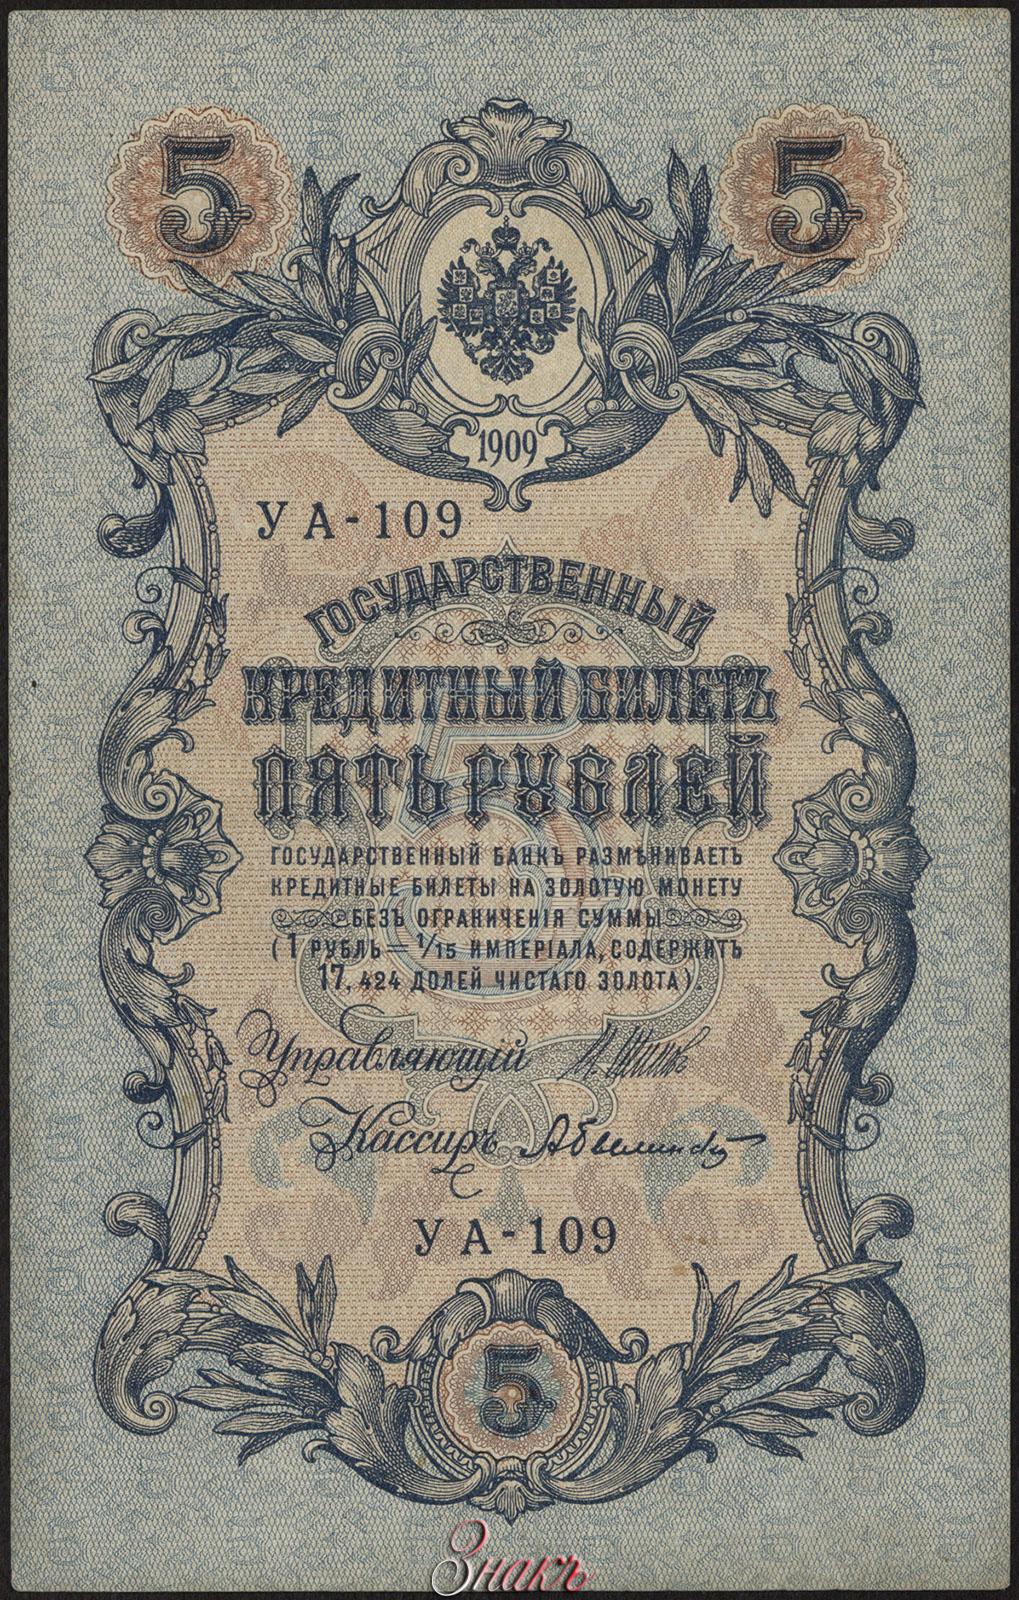 5 5
1909
УА-109
ГОСУДАРСТВЕННЫЙ
КРЕДИТНЫЙ БИЛЕТЪ
ПЯТЬ РУБЛЕЙ
5
ГОСУДАРСТВЕННЫЙ БАНКЪ РАЗМѢНИВАЕТЪ
КРЕДИТНЫЕ БИЛЕТЫ НА ЗОЛОТУЮ МОНЕТУ
БЕЗЪ ОГРАНИЧЕНІЯ СУММЫ
(1 РУБЛЬ — 1/15 ИМПЕРІАЛА, СОДЕРЖИТЪ
17, 424 ДОЛЕЙ ЧИСТАГО ЗОЛОТА).
Управляющій И. Шипов
Кассиръ
УА-109
5
Знакъ